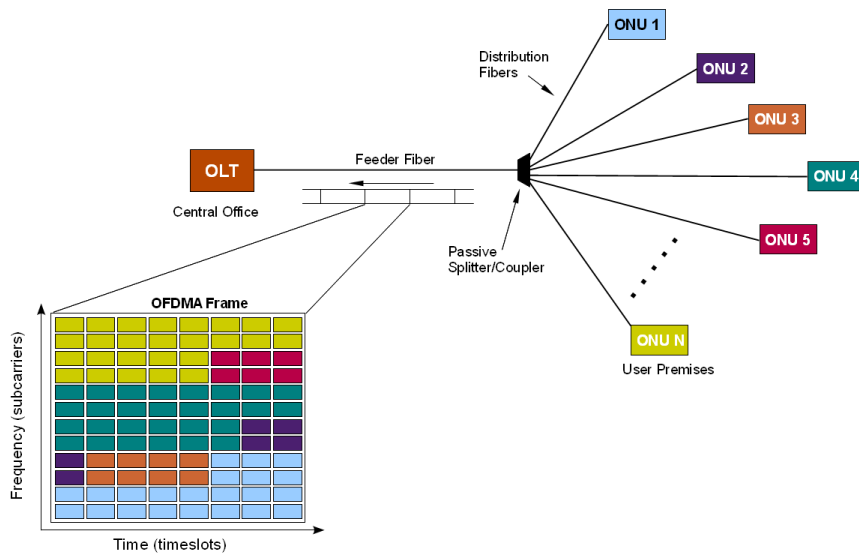 ONU 1
Distribution
Fibers
ONU 2
ONU 3
Feeder Fiber
OLT
ONU 4
Central Office
ONU 5
Passive
Splitter/Coupler
OFDMA Frame
ONU N
User Premises
Frequency (subcarriers)
Time (timeslots)